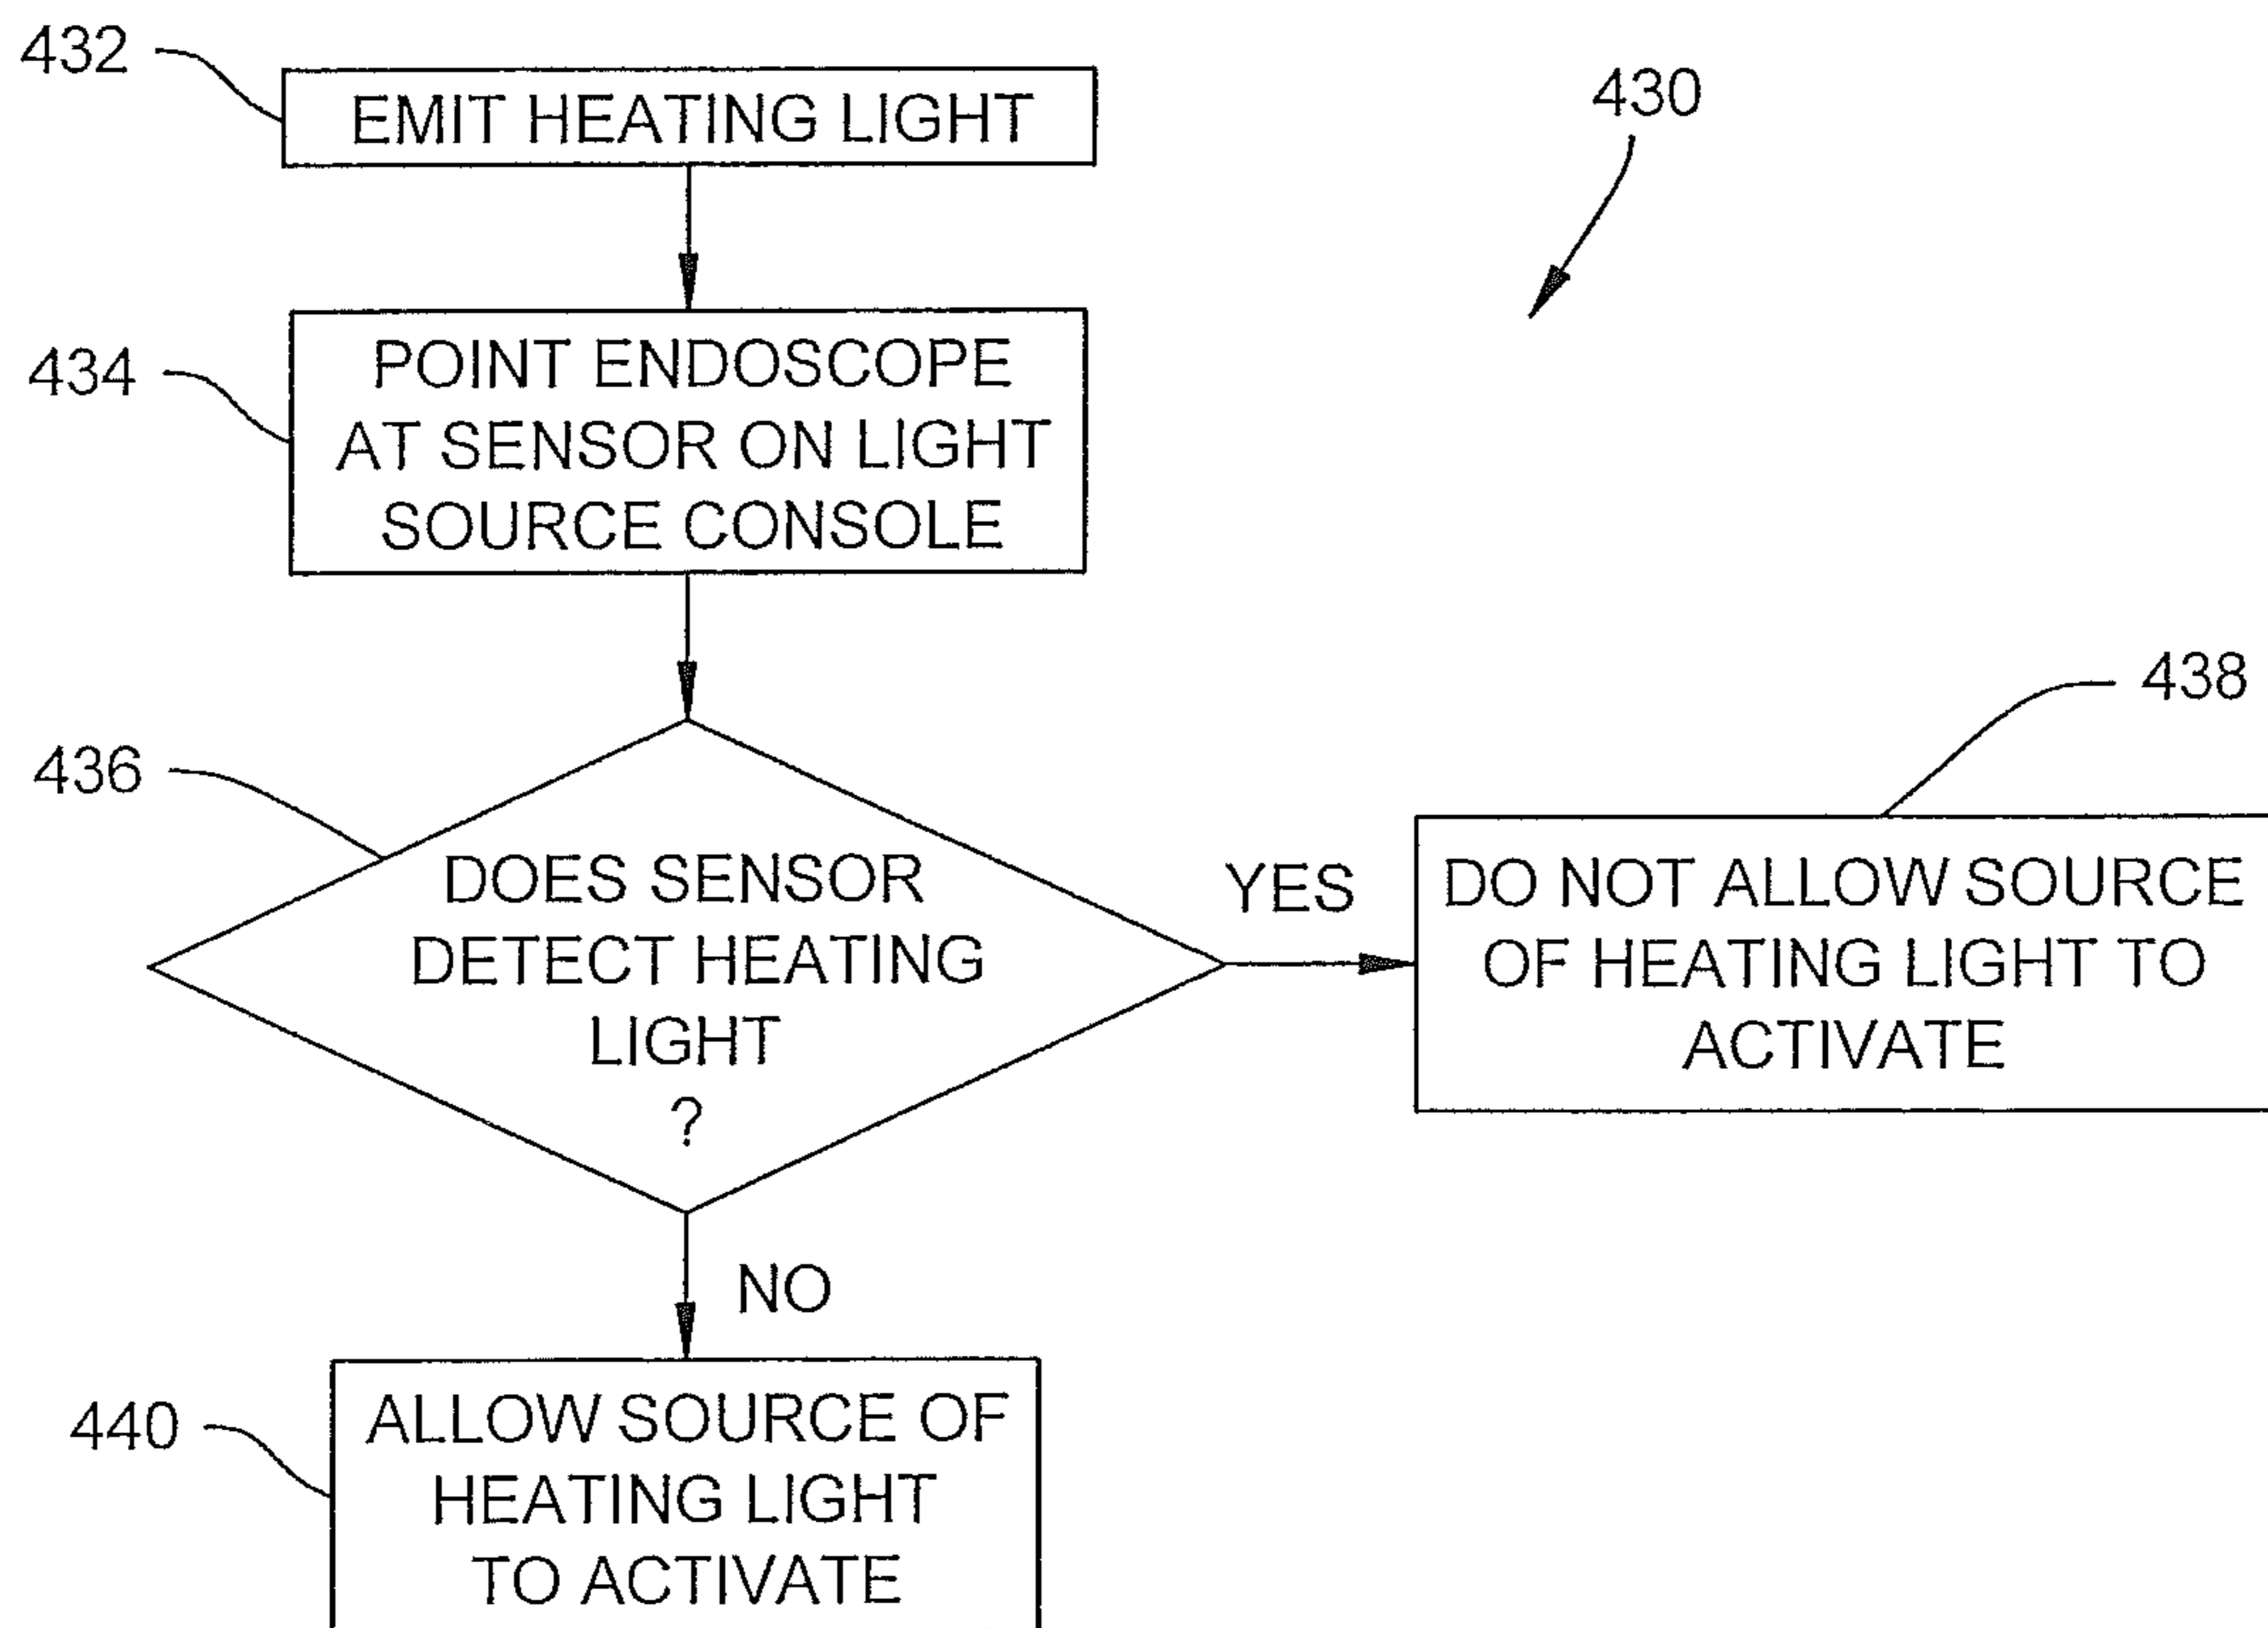 432
EMIT HEATING LIGHT
430
434
POINT ENDOSCOPE
AT SENSOR ON LIGHT
SOURCE CONSOLE
436
DOES SENSOR
DETECT HEATING
LIGHT
?
YES
438
DO NOT ALLOW SOURCE
OF HEATING LIGHT TO
ACTIVATE
NO
440
ALLOW SOURCE OF
HEATING LIGHT
TO ACTIVATE